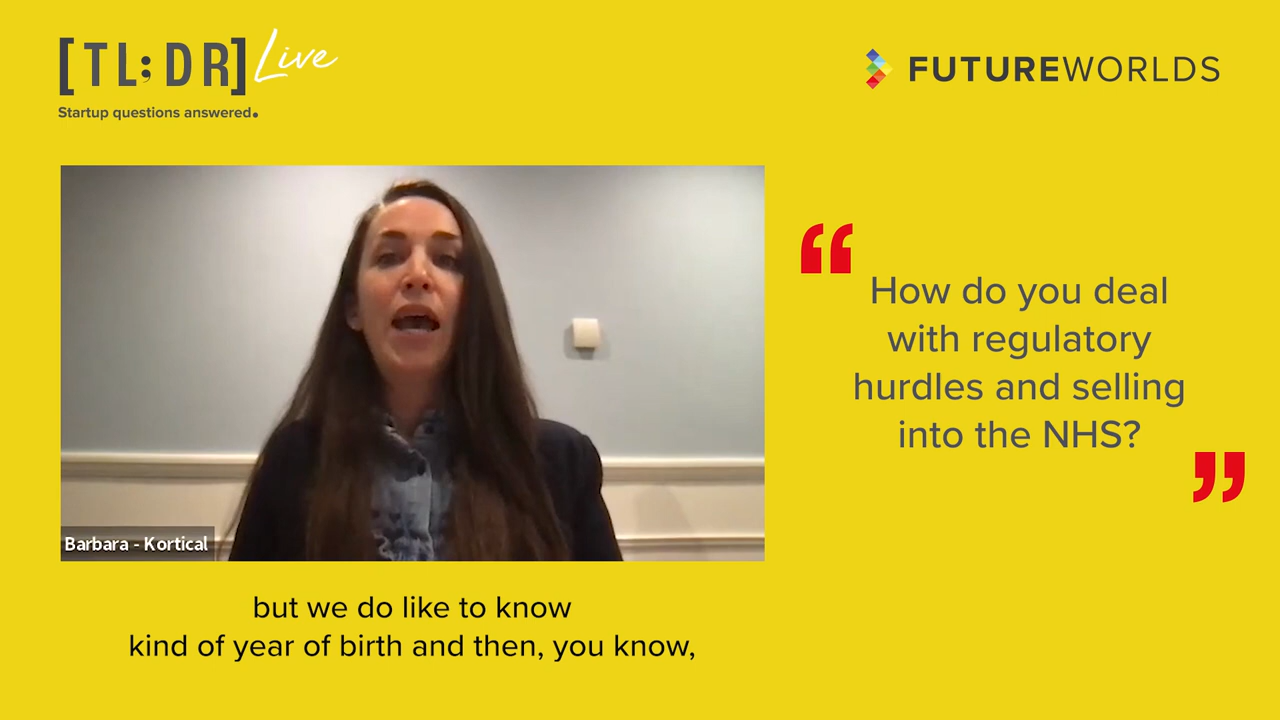 [TL;DR] Live
Startup questions answered.
FUTUREWORLDS
“How do you deal
with regulatory
hurdles and selling
into the NHS?”
Barbara - Kortical
but we do like to know
kind of year of birth and then, you know,